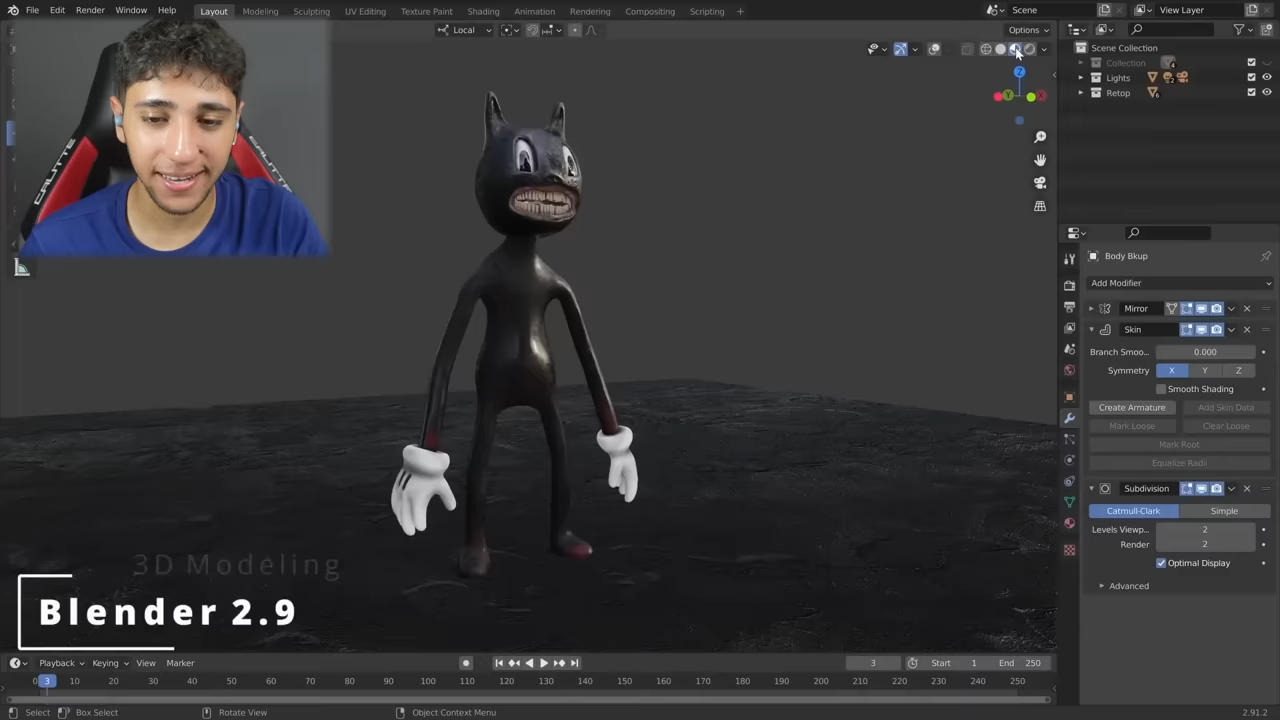 File Edit Render Window Help Layout Modeling Sculpting UV Editing Texture Paint Shading Animation Rendering Compositing Scripting + Scene View Layer
Local Options
Scene Collection
Collection 4
Lights 2
Retop 6
EAUTTE
EAUTTE
Z
Y
X
Body Bkup
Add Modifier
Mirror
Skin
Branch Smoo... 0.000
Symmetry X Y Z
Smooth Shading
Create Armature Add Skin Data
Mark Loose Clear Loose
Mark Root
Equalize Radii
Subdivision
Catmull-Clark Simple
Levels Viewp... 2
Render 2
Optimal Display
Advanced
3D Modeling
Blender 2.9
Playback Keying View Marker 3 Start 1 End 250
0 3 10 20 30 40 50 60 70 80 90 100 110 120 130 140 150 160 170 180 190 200 210 220 230 240 250
Select Box Select Rotate View Object Context Menu 2.91.2